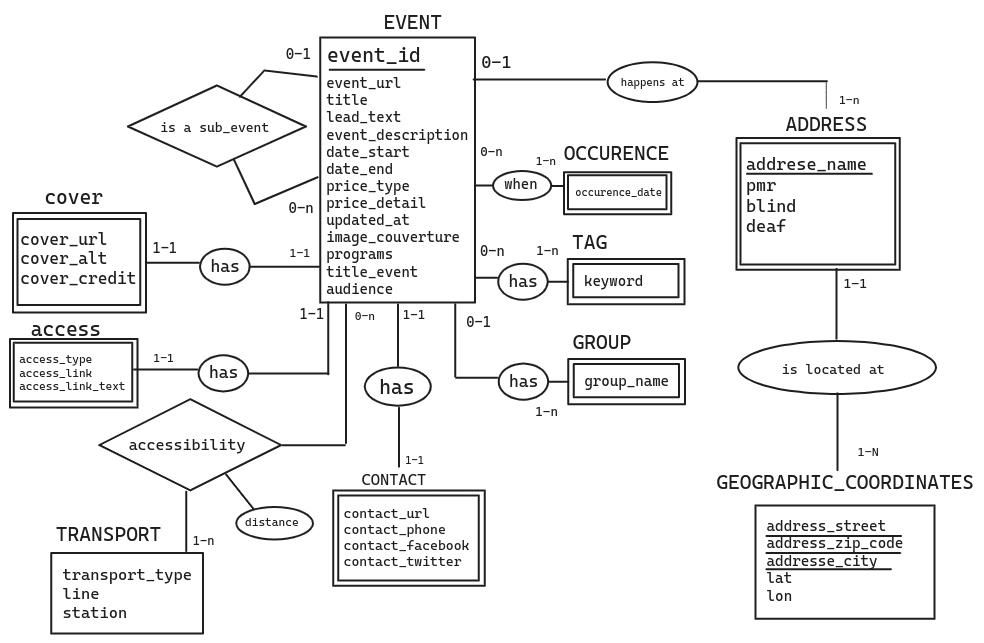 EVENT
event_id
event_url
title
lead_text
event_description
date_start
date_end
price_type
price_detail
updated_at
image_couverture
programs
title_event
audience
0-1
is a sub_event
0-n
0-1
happens at
1-n
ADDRESS
addrese_name
pmr
blind
deaf
0-n
when
1-n
OCCURENCE
occurence_date
cover
cover_url
cover_alt
cover_credit
1-1
has
1-1
0-n
has
1-n
TAG
keyword
access
access_type
access_link
access_link_text
1-1
has
1-1
0-n
1-1
0-1
has
1-n
GROUP
group_name
1-1
is located at
1-N
GEOGRAPHIC_COORDINATES
address_street
address_zip_code
addresse_city
lat
lon
accessibility
distance
1-n
TRANSPORT
transport_type
line
station
has
1-1
CONTACT
contact_url
contact_phone
contact_facebook
contact_twitter